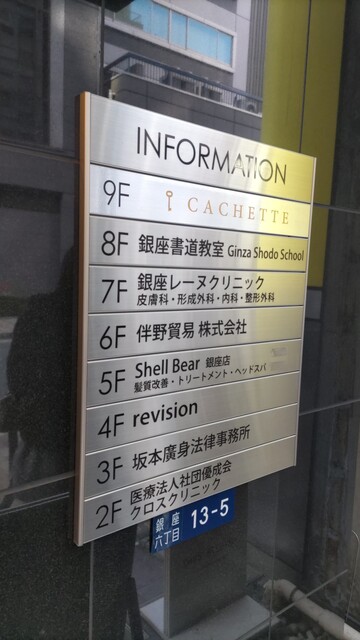 INFORMATION
9F CACHETTE
8F 銀座書道教室 Ginza Shodo School
7F 銀座レーヌクリニック
皮膚科・形成外科・内科・整形外科
6F 伴野貿易 株式会社
5F Shell Bear 銀座店
髪質改善・トリートメント・ヘッドスパ
4F revision
3F 坂本廣身法律事務所
2F 医療法人社団優成会
クロスクリニック
銀座
六丁目 13-5